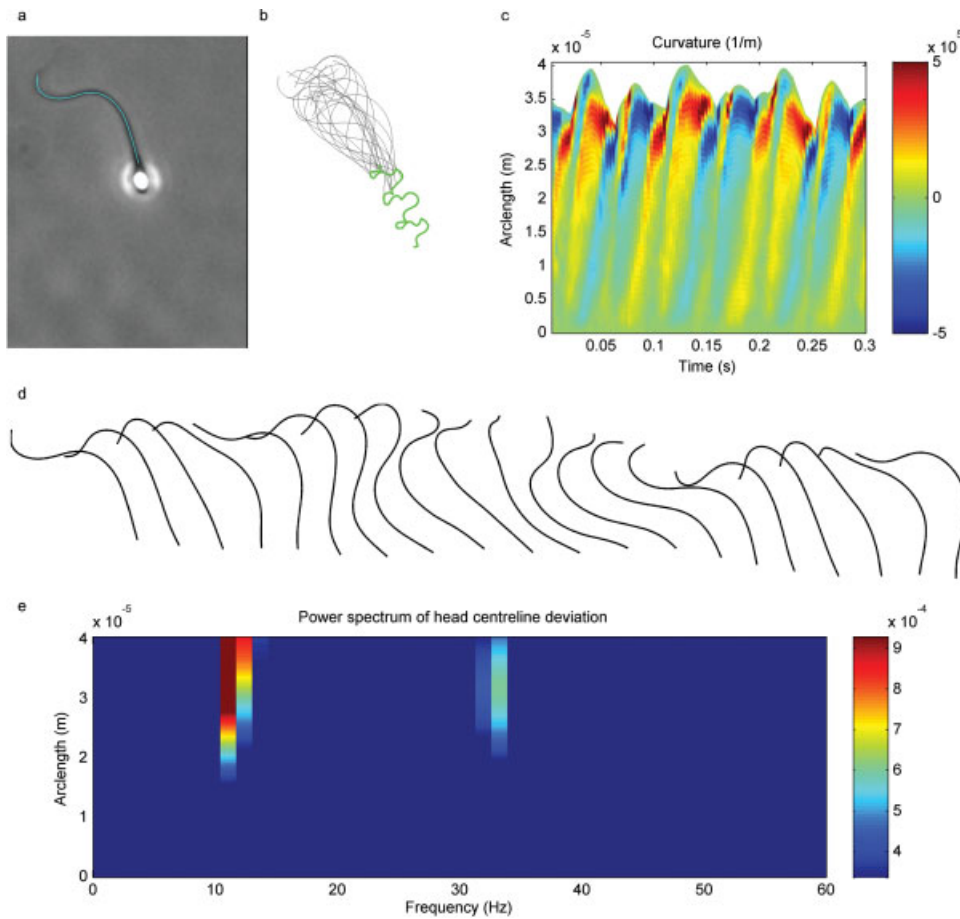 a
b
c
Curvature (1/m)
x 10^-5
x 10^5
4
3.5
3
2.5
2
1.5
1
0.5
0
Arclength (m)
0.05
0.1
0.15
0.2
0.25
0.3
Time (s)
5
0
-5
d
e
Power spectrum of head centreline deviation
x 10^-5
x 10^-4
4
3
2
1
0
Arclength (m)
0
10
20
30
40
50
60
Frequency (Hz)
9
8
7
6
5
4